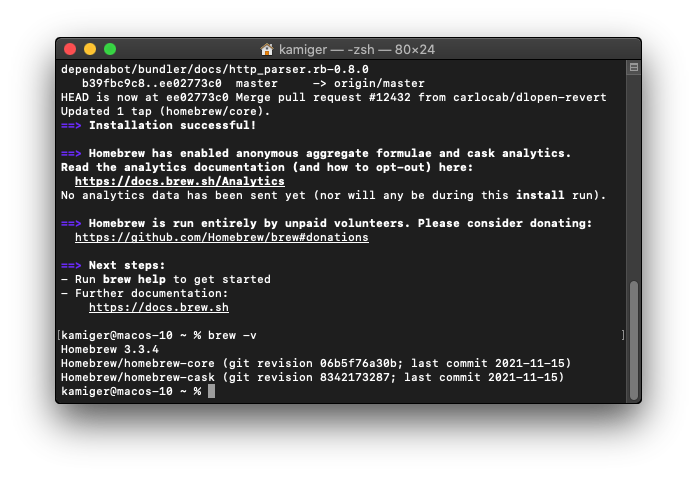 kamiger — -zsh — 80×24
dependabot/bundler/docs/http_parser.rb-0.8.0
b39fbc9c8..ee02773c0  master     -> origin/master
HEAD is now at ee02773c0 Merge pull request #12432 from carlocab/dlopen-revert
Updated 1 tap (homebrew/core).
==> Installation successful!
==> Homebrew has enabled anonymous aggregate formulae and cask analytics.
Read the analytics documentation (and how to opt-out) here:
https://docs.brew.sh/Analytics
No analytics data has been sent yet (nor will any be during this install run).
==> Homebrew is run entirely by unpaid volunteers. Please consider donating:
https://github.com/Homebrew/brew#donations
==> Next steps:
- Run brew help to get started
- Further documentation:
https://docs.brew.sh
[kamiger@macos-10 ~ % brew -v ]
Homebrew 3.3.4
Homebrew/homebrew-core (git revision 06b5f76a30b; last commit 2021-11-15)
Homebrew/homebrew-cask (git revision 8342173287; last commit 2021-11-15)
kamiger@macos-10 ~ %